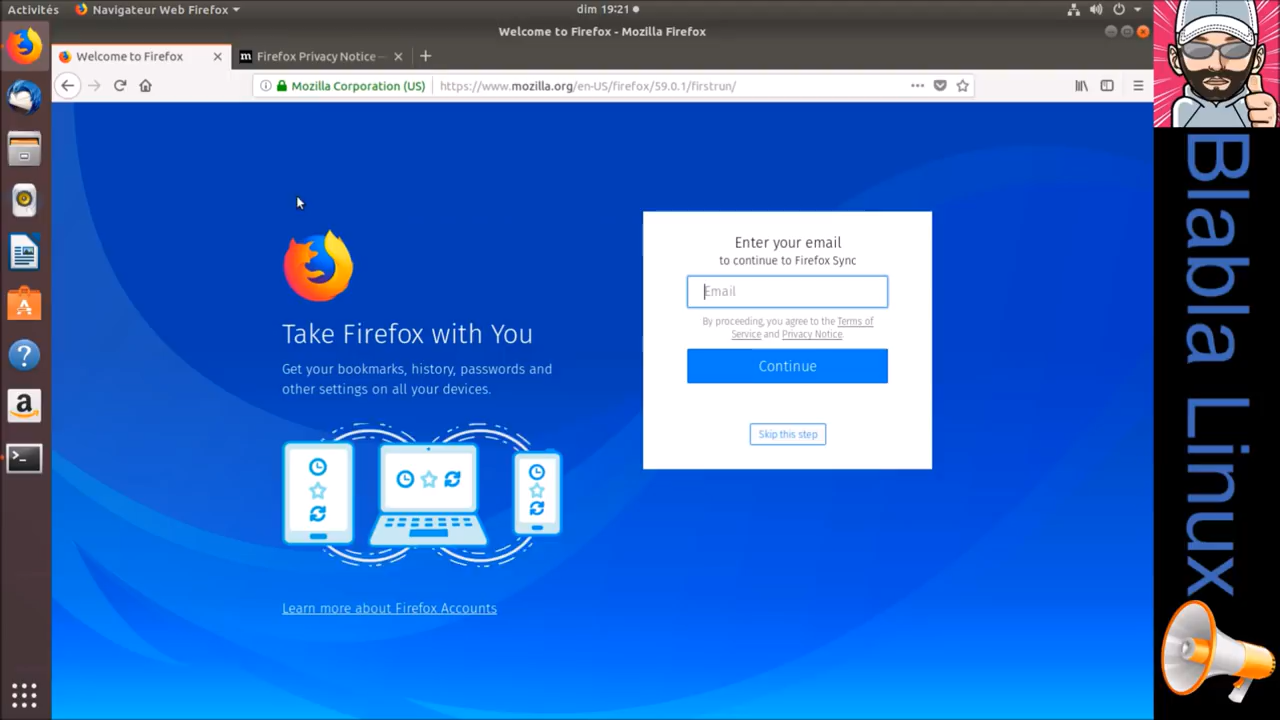 Activités
Navigateur Web Firefox
dim 19:21
Welcome to Firefox - Mozilla Firefox
Welcome to Firefox
Firefox Privacy Notice —
Mozilla Corporation (US)
https://www.mozilla.org/en-US/firefox/59.0.1/firstrun/
Take Firefox with You
Get your bookmarks, history, passwords and
other settings on all your devices.
Learn more about Firefox Accounts
Enter your email
to continue to Firefox Sync
Email
By proceeding, you agree to the Terms of
Service and Privacy Notice.
Continue
Skip this step
Blabla Linux